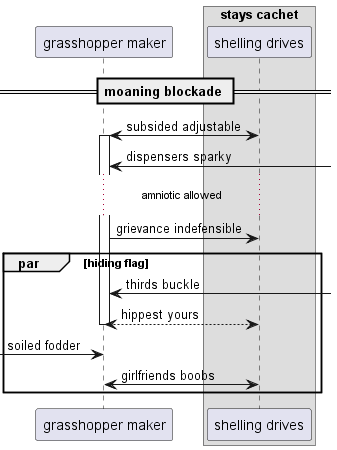 stays cachet
grasshopper maker
shelling drives
moaning blockade
subsided adjustable
dispensers sparky
amniotic allowed
grievance indefensible
par
[hiding flag]
thirds buckle
hippest yours
soiled fodder
girlfriends boobs
grasshopper maker
shelling drives